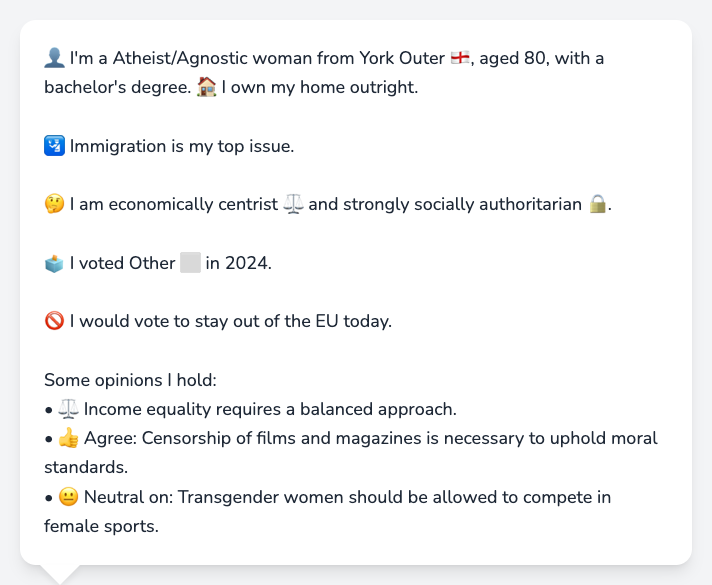 👤 I'm a Atheist/Agnostic woman from York Outer 🏴󠁧󠁢󠁥󠁮󠁧󠁿, aged 80, with a
bachelor's degree. 🏠 I own my home outright.
🛂 Immigration is my top issue.
🤔 I am economically centrist ⚖️ and strongly socially authoritarian 🔒.
🗳️ I voted Other ⬜ in 2024.
🚫 I would vote to stay out of the EU today.
Some opinions I hold:
• ⚖️ Income equality requires a balanced approach.
• 👍 Agree: Censorship of films and magazines is necessary to uphold moral
standards.
• 😐 Neutral on: Transgender women should be allowed to compete in
female sports.